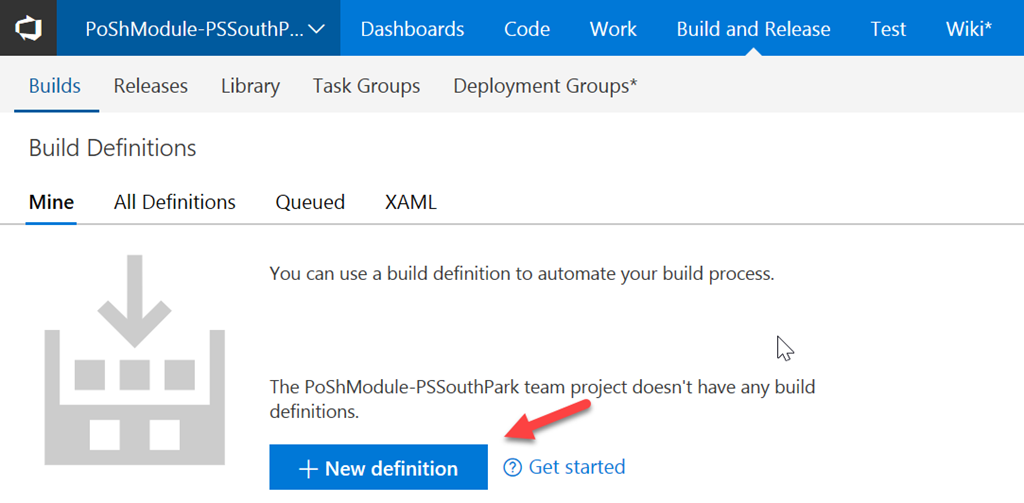 PoShModule-PSSouthP... Dashboards Code Work Build and Release Test Wiki*
Builds Releases Library Task Groups Deployment Groups*
Build Definitions
Mine All Definitions Queued XAML
You can use a build definition to automate your build process.
The PoShModule-PSSouthPark team project doesn't have any build
definitions.
+ New definition ? Get started